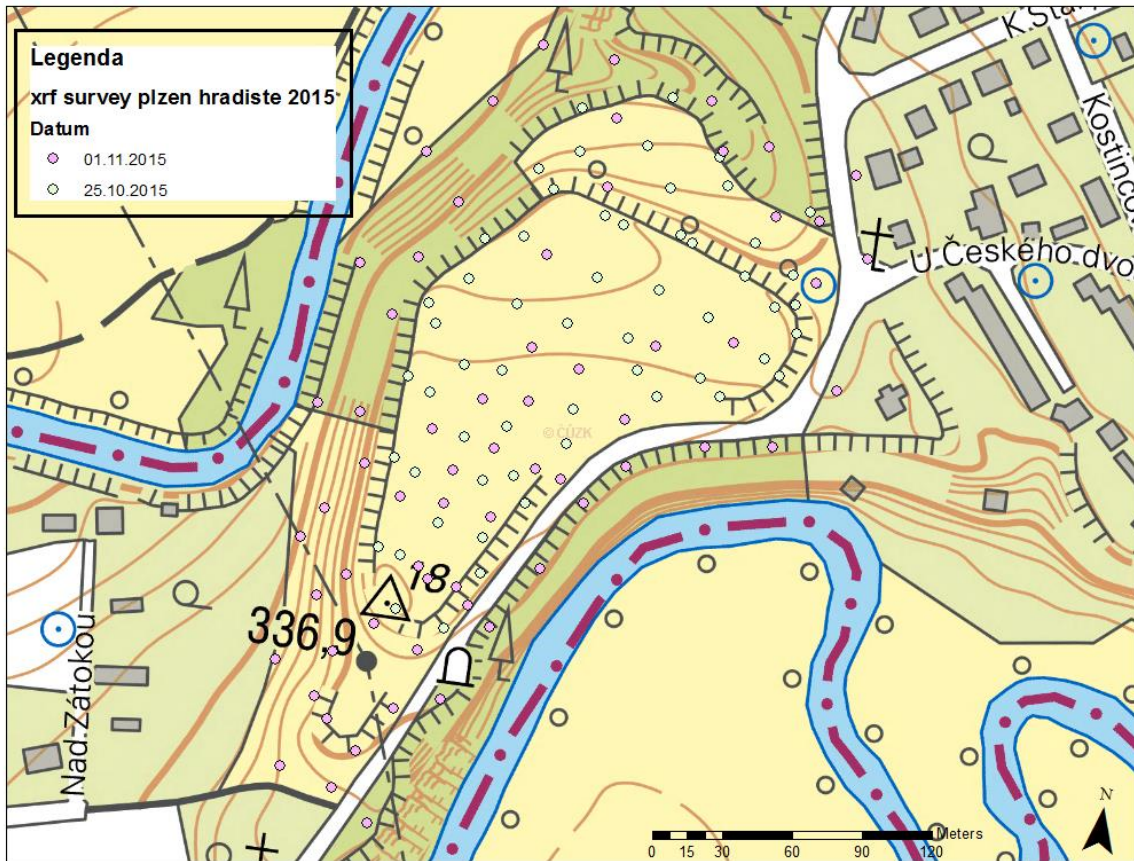 Legenda
xrf survey plzen hradiste 2015
Datum
01.11.2015
25.10.2015
K Sta
Kostinco
U Českého dvo
©ČÚZK
18
336,9
Nad Zátokou
N
Meters
0 15 30 60 90 120